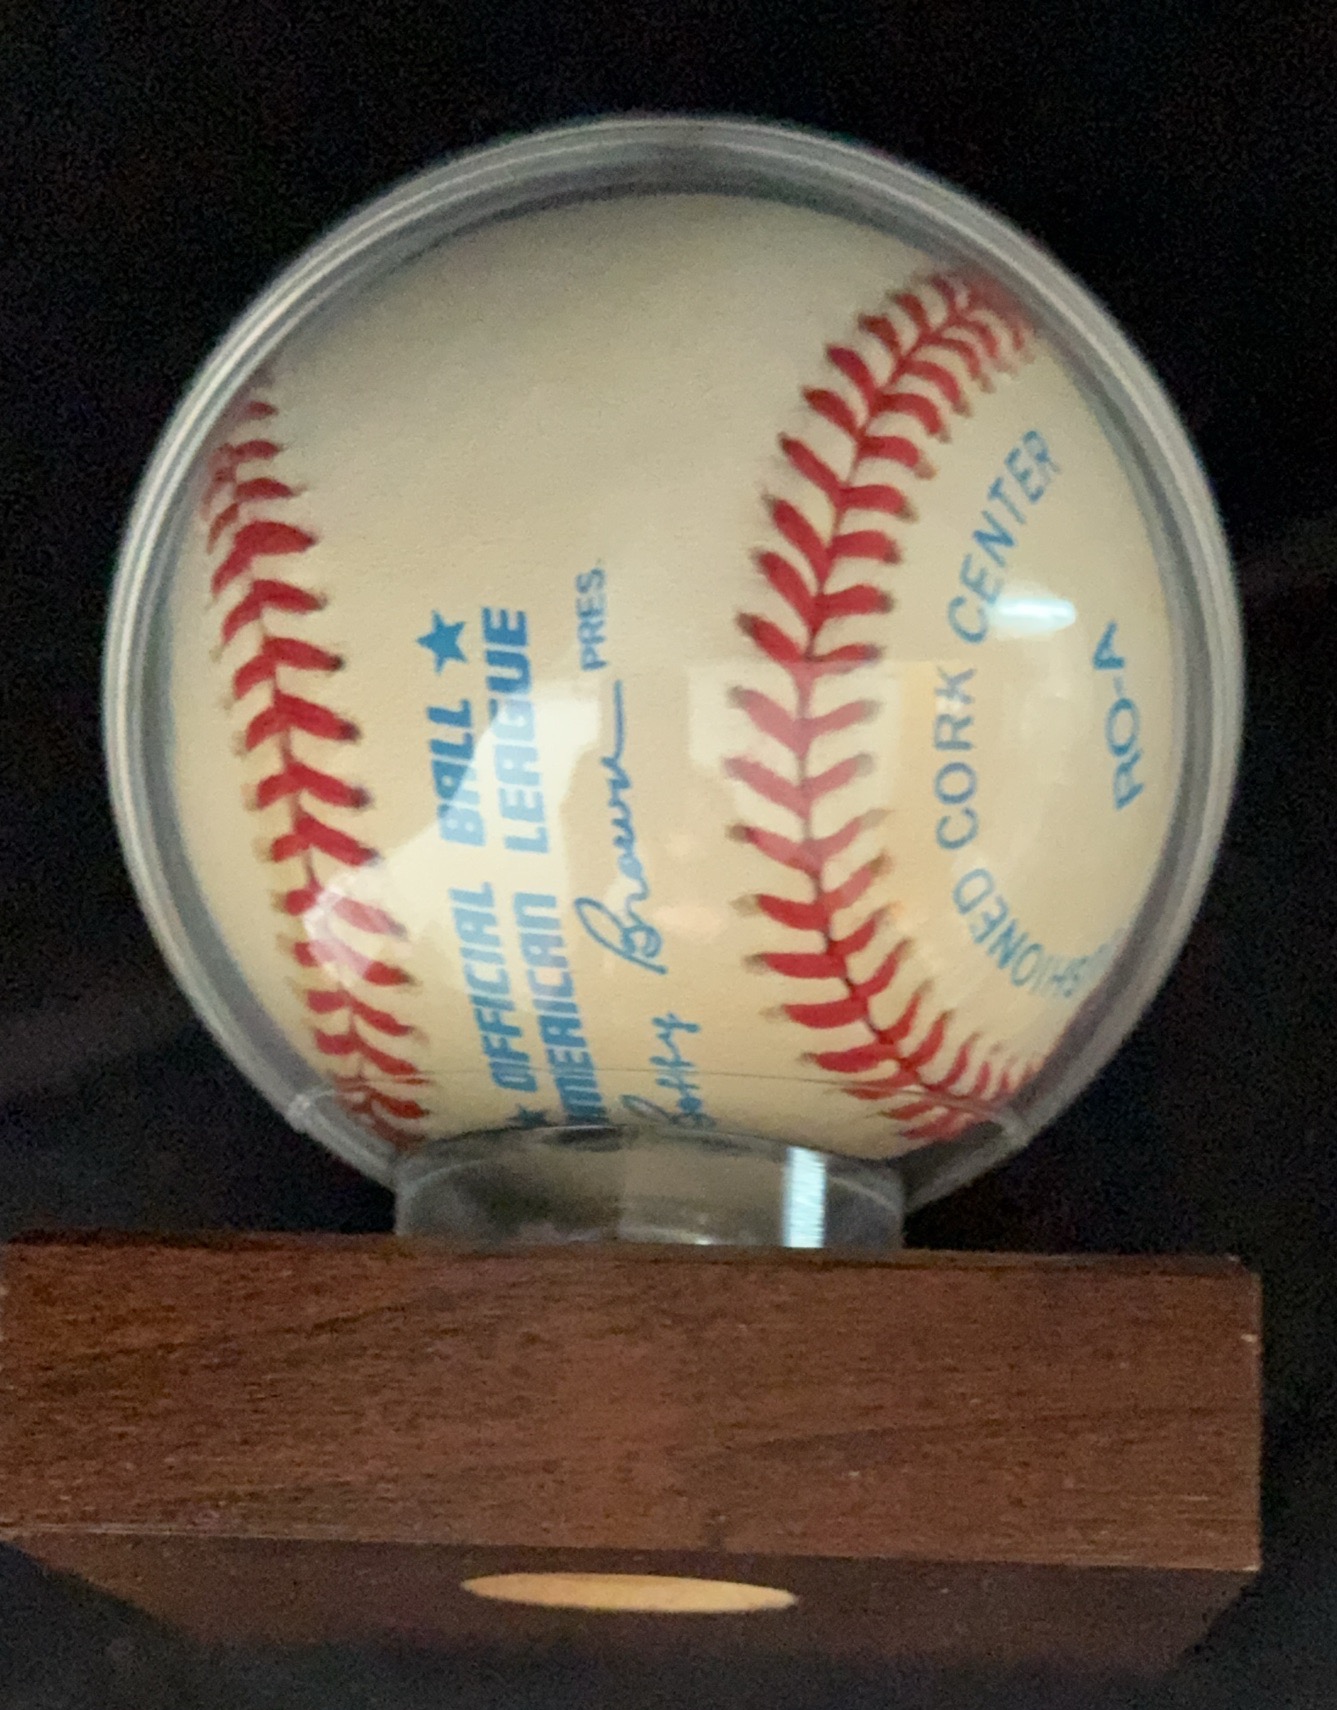 ★ OFFICIAL BALL ★
AMERICAN LEAGUE
Bobby Brown PRES.
CORK CENTER
RO-A